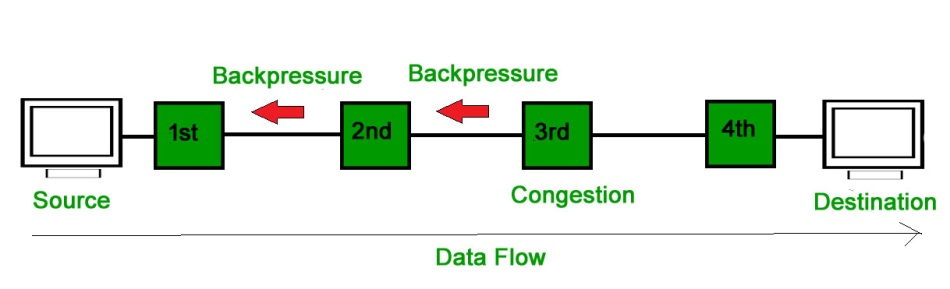 Backpressure
Backpressure
1st
2nd
3rd
4th
Source
Congestion
Destination
Data Flow